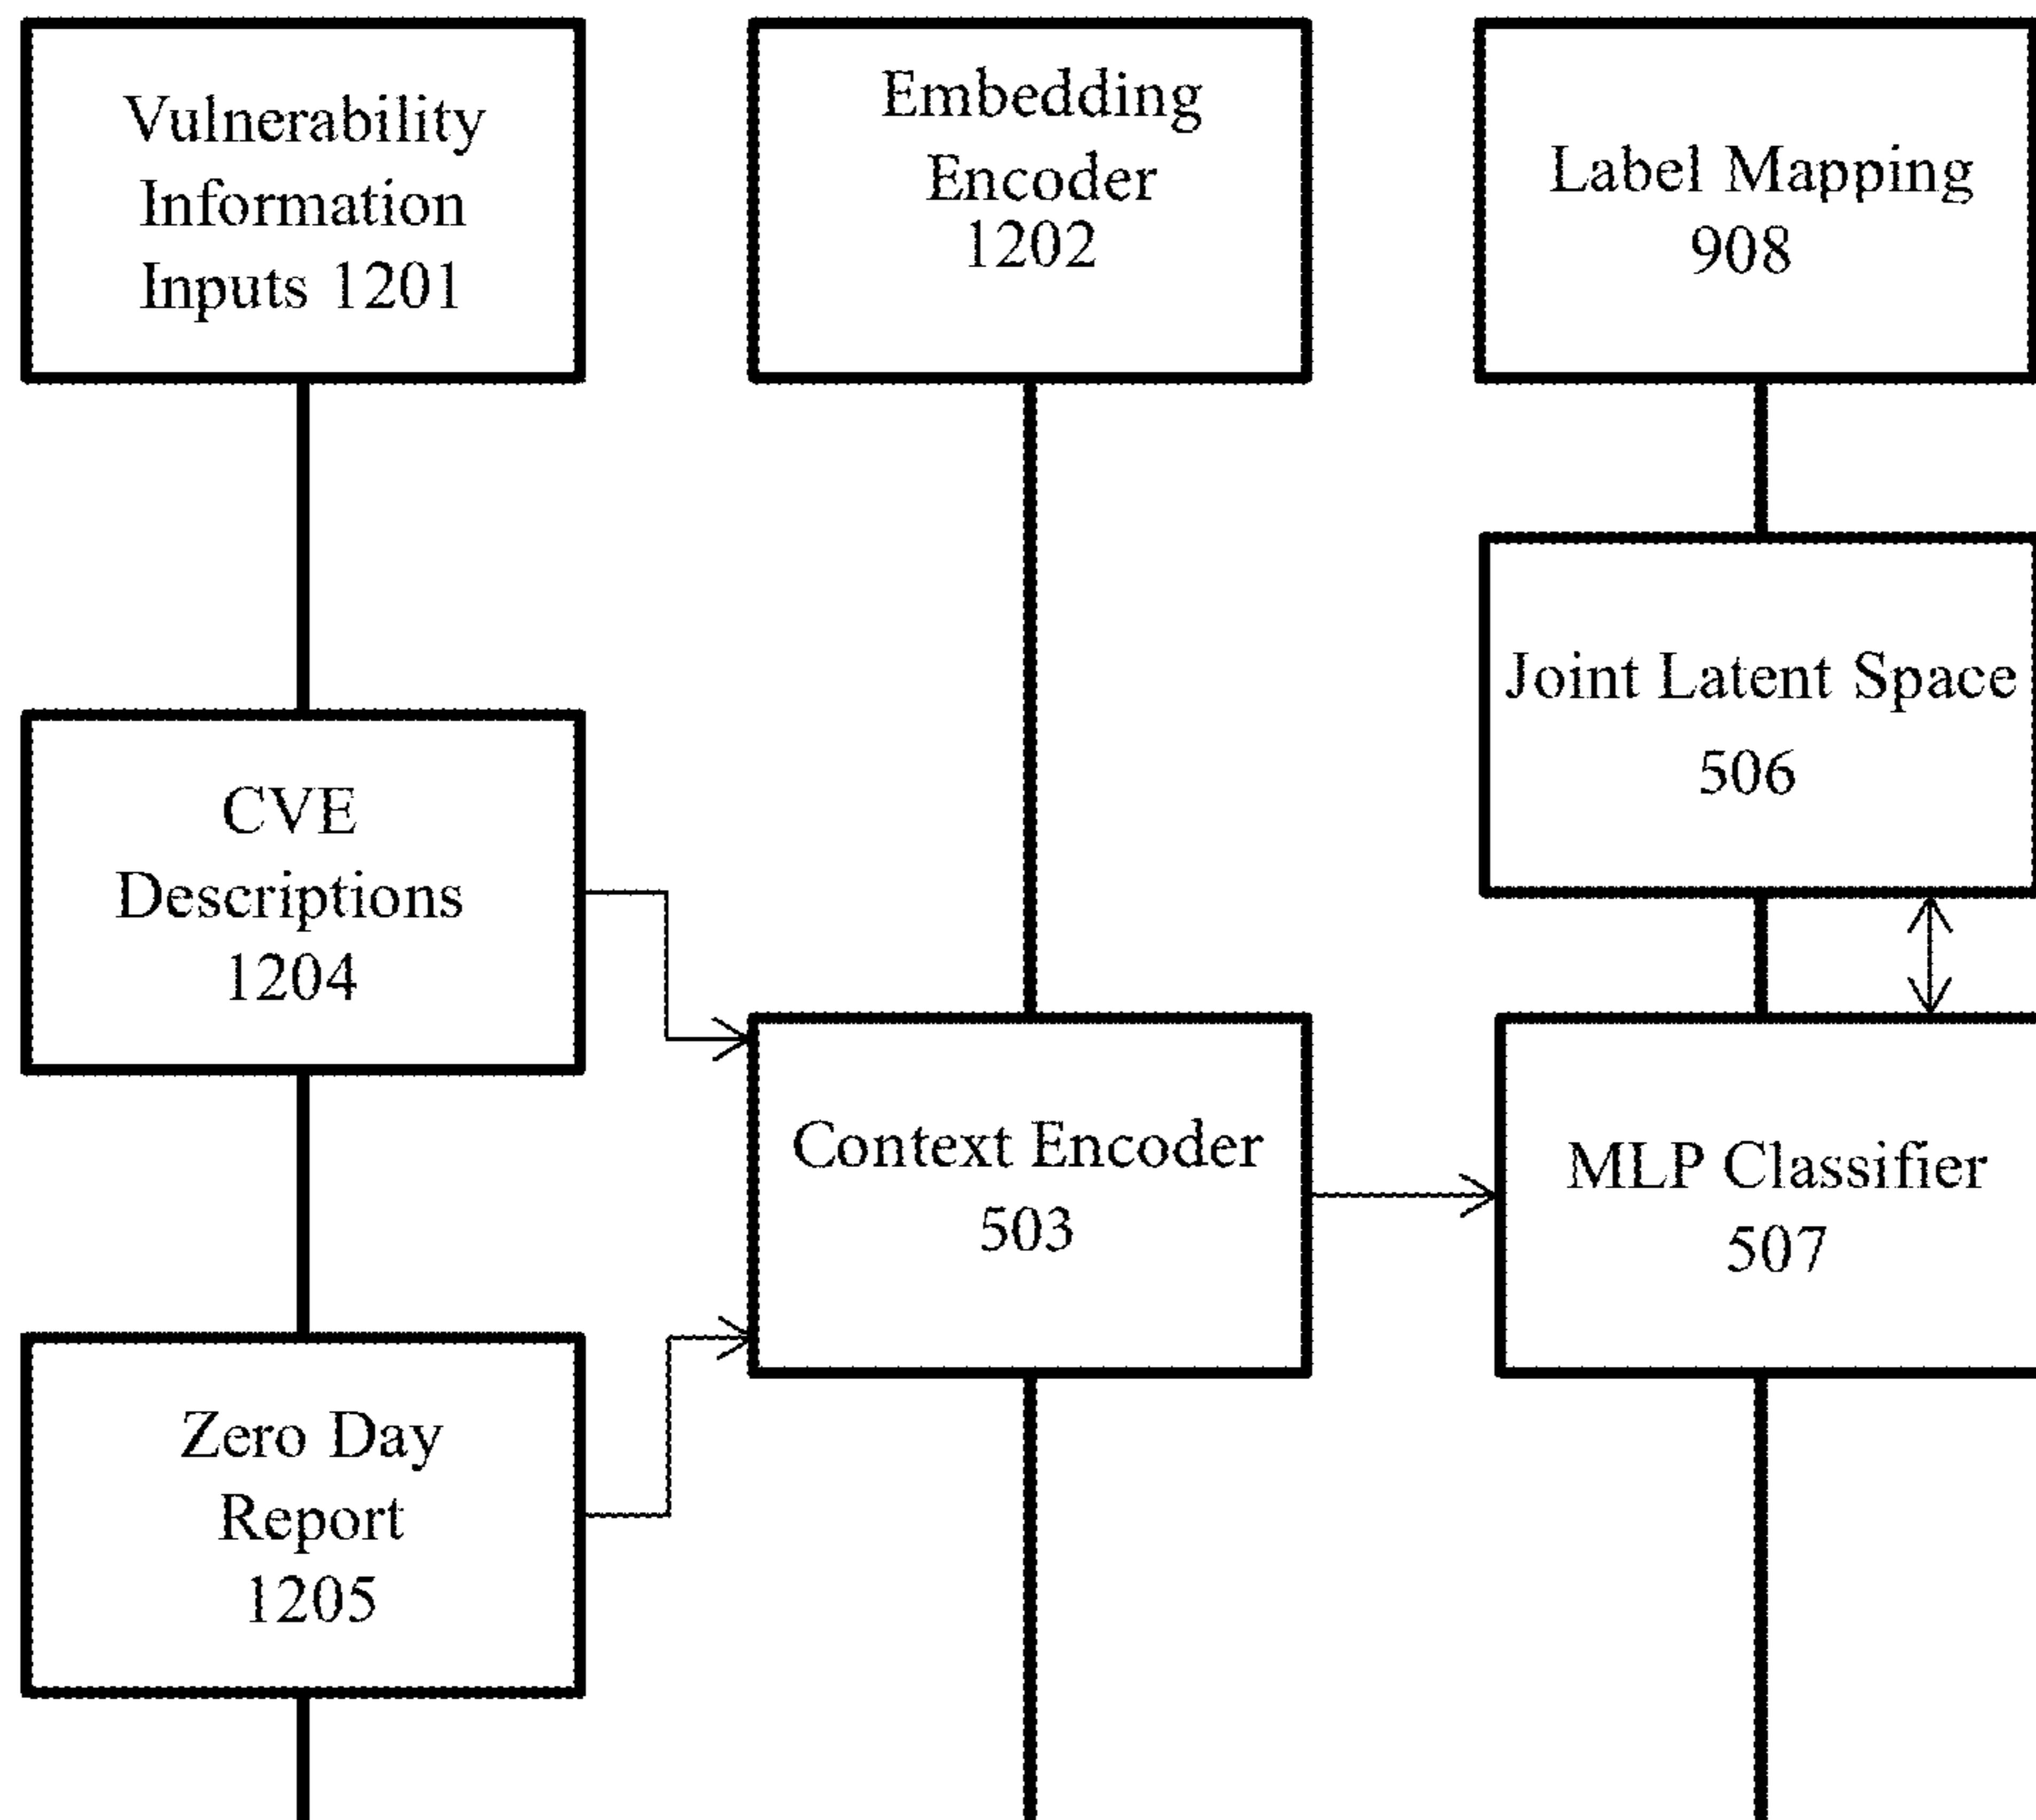 Vulnerability
Information
Inputs 1201
Embedding
Encoder
1202
Label Mapping
908
Joint Latent Space
506
CVE
Descriptions
1204
Context Encoder
503
MLP Classifier
507
Zero Day
Report
1205